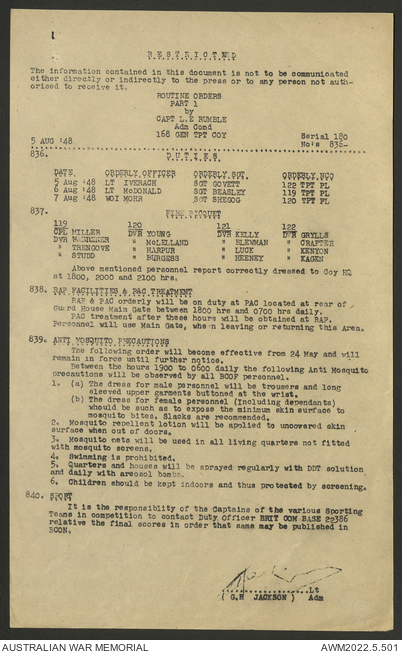 RESTRICTED
The information contained in this document is not to be communicated
either directly or indirectly to the press or to any person not auth-
orised to receive it.
ROUTINE ORDERS
PART 1
by
CAPT L.E RUMBLE
Adm Comd
168 GEN TPT COY
Serial 180
5 AUG '48 No's 836-
836. DUTIES
DATE ORDERLY OFFICER ORDERLY SGT. ORDERLY NCO
5 Aug '48 LT IVERACH SGT GOVETT 122 TPT PL
6 Aug '48 LT McDONALD SGT BEASLEY 119 TPT PL
7 Aug '48 WOI MOHR SGT SHEGOG 120 TPT PL
837. FIRE PICQUET
119 120 121 122
CPL MILLER DVR YOUNG DVR KELLY DVR GRYLLS
DVR " McLELLAND " BLENMAN " CRAFTER
" TRENGOVE " HARPUR " LUCK " KENYON
" STUDD " BURGESS " HEENEY " KAGEN
Above mentioned personnel report correctly dressed to Coy HQ
at 1800, 2000 and 2100 hrs.
838. RAP FACILITIES & PAC TREATMENT
RAP & PAC orderly will be on duty at PAC located at rear of
Guard House Main Gate between 1800 hrs and 0700 hrs daily.
PAC treatment after these hours will be obtained at RAP.
Personnel will use Main Gate, when leaving or returning this Area.
839. ANTI MOSQUITO PRECAUTIONS
The following order will become effective from 24 May and will
remain in force until further notice.
Between the hours 1900 to 0600 daily the following Anti Mosquito
precautions will be observed by all BCOF personnel.
1. (a) The dress for male personnel will be trousers and long
sleeved upper garments buttoned at the wrist.
(b) The dress for female personnel (including dependants)
whould be such as to expose the minimum skin surface to
mosquito bites. Slacks are recommended.
2. Mosquito repellent lotion will be applied to uncovered skin
surface when out of doors.
3. Mosquito nets will be used in all living quarters not fitted
with mosquito screens.
4. Swimming is prohibited.
5. Quarters and houses will be sprayed regularly with DDT solution
and daily with areosol bombs.
6. Children should be kept indoors and thus protected by screening.
840. SPORT
It is the responsiblity of the Captains of the various Sporting
Teams in competition to contact Duty Officer BRIT COM BASE 22386
relative the final scores in order that same may be published in
BCON.
Lt
( G.R JACKSON ) Adm
AUSTRALIAN WAR MEMORIAL
AWM2022.5.501